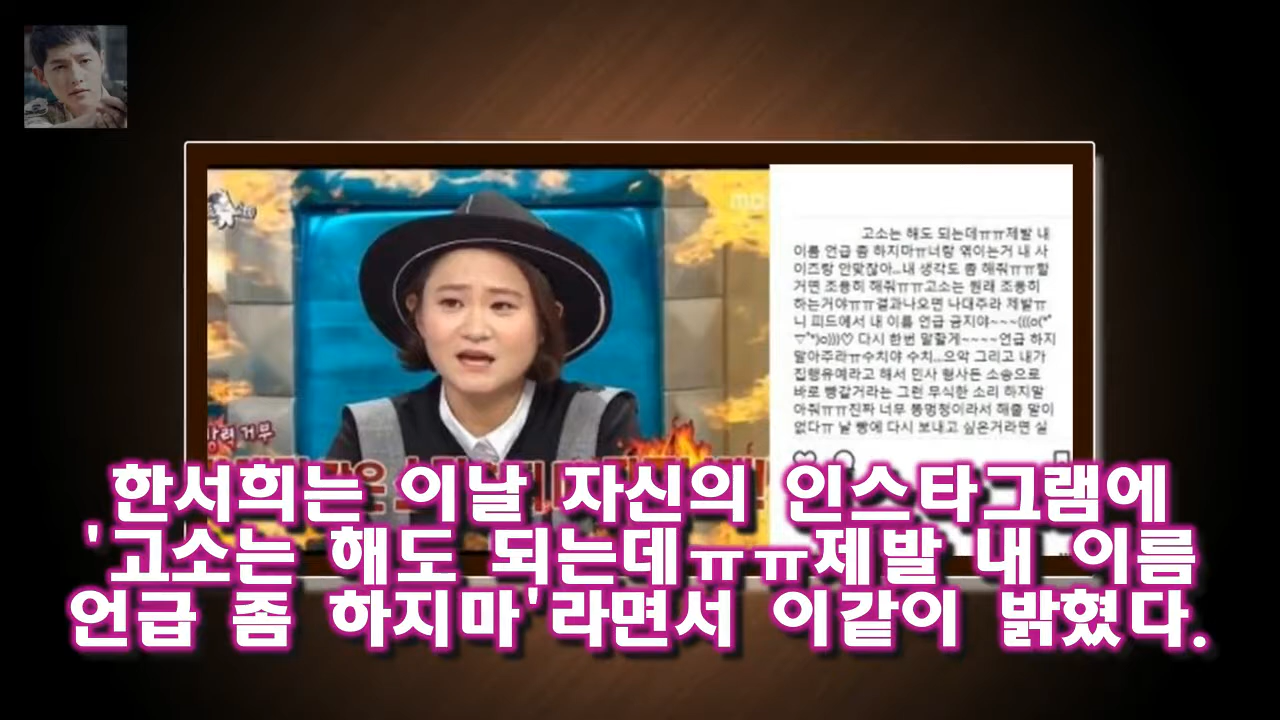 MBC
고소는 해도 되는데ㅠㅠ제발 내
이름 언급 좀 하지마ㅠ너랑 엮이는거 내 사
이즈랑 안맞잖아...내 생각도 좀 해줘ㅠㅠ할
거면 조용히 해줘ㅠㅠ고소는 원래 조용히
하는거야ㅠㅠ결과나오면 나대주라 제발ㅠ
니 피드에서 내 이름 언급 금지야~~~(((o(*ﾟ
▽ﾟ*)o)))♡ 다시 한번 말할게~~~~언급 하지
말아주라ㅠ수치야 수치...으악 그리고 내가
집행유예라고 해서 민사 형사든 소송으로
바로 빵갈거라는 그런 무식한 소리 하지말
아줘ㅠㅠ진짜 너무 똥멍청이라서 해줄 말이
없다ㅠ 날 빵에 다시 보내고 싶은거라면 실
한서희는 이날 자신의 인스타그램에
'고소는 해도 되는데ㅠㅠ제발 내 이름
언급 좀 하지마'라면서 이같이 밝혔다.